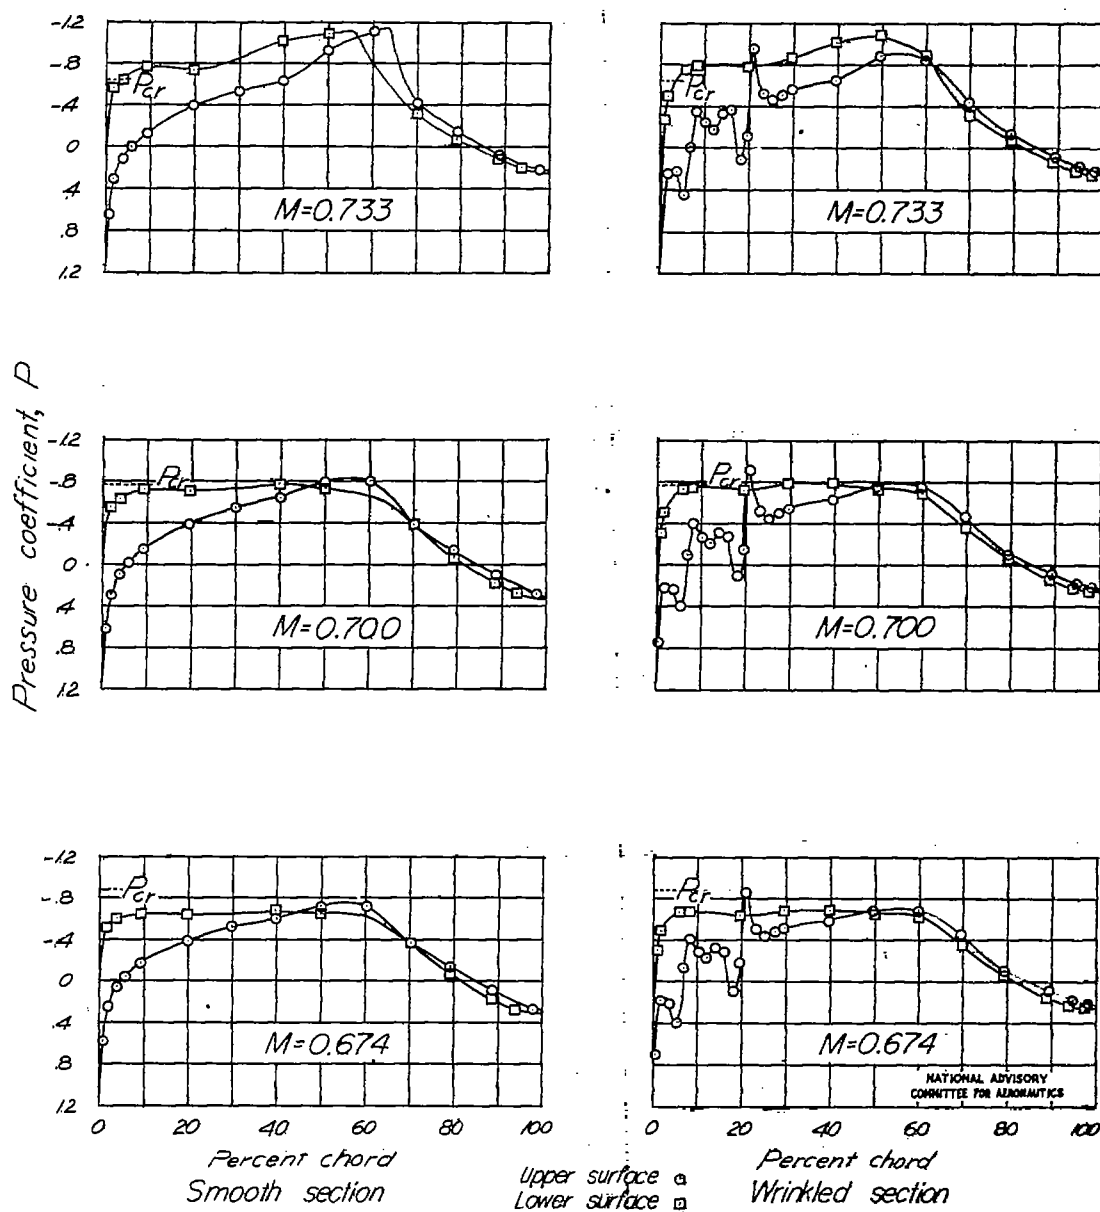 -1.2
-.8
-.4
0
.4
.8
1.2
Pcr
M=0.733
Pcr
M=0.733
Pressure coefficient, P
-1.2
-.8
-.4
0
.4
.8
1.2
Pcr
M=0.700
Pcr
M=0.700
-1.2
-.8
-.4
0
.4
.8
1.2
Pcr
M=0.674
Pcr
M=0.674
NATIONAL ADVISORY
COMMITTEE FOR AERONAUTICS
0 20 40 60 80 100
0 20 40 60 80 100
Percent chord
Percent chord
Smooth section
Upper surface
Lower surface
Wrinkled section